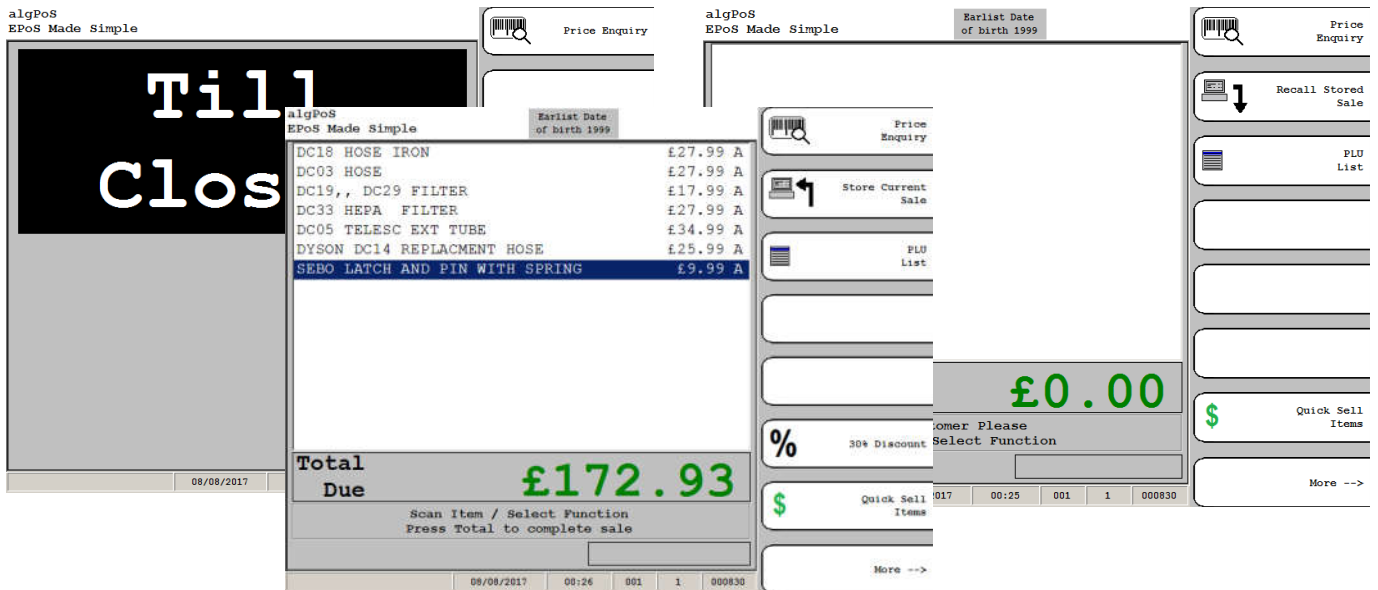 algPoS
EPoS Made Simple
Price Enquiry
Till
Clos
08/08/2017
algPoS
EPoS Made Simple
Earlist Date
of birth 1999
DC18 HOSE IRON £27.99 A
DC03 HOSE £27.99 A
DC19,, DC29 FILTER £17.99 A
DC33 HEPA  FILTER £27.99 A
DC05 TELESC EXT TUBE £34.99 A
DYSON DC14 REPLACMENT HOSE £25.99 A
SEBO LATCH AND PIN WITH SPRING £9.99 A
Total
Due
£172.93
Scan Item / Select Function
Press Total to complete sale
08/08/2017 00:26 001 1 000830
Price
Enquiry
Store Current
Sale
PLU
List
% 30% Discount
$ Quick Sell
Items
More -->
algPoS
EPoS Made Simple
Earlist Date
of birth 1999
£0.00
tomer Please
Select Function
017 00:25 001 1 000830
Price
Enquiry
Recall Stored
Sale
PLU
List
$ Quick Sell
Items
More -->